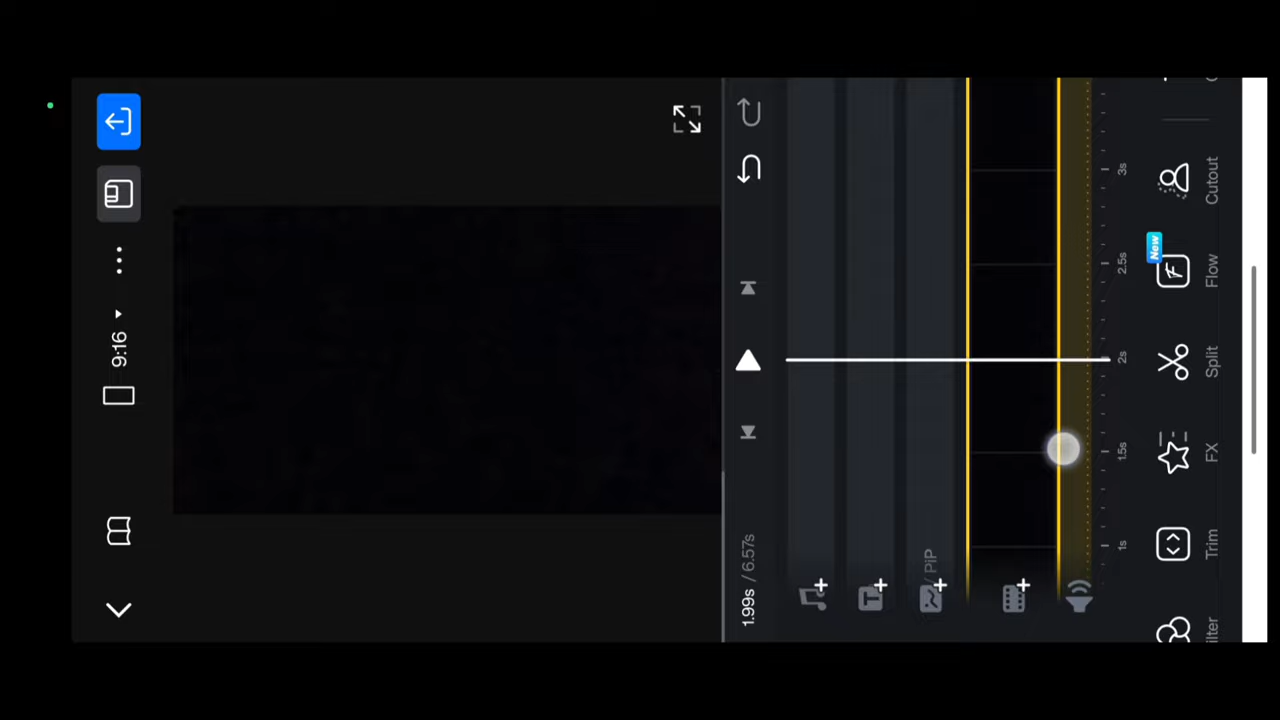 9:16
1.99s / 6.57s
/ PiP
T
1s
1.5s
2s
2.5s
3s
Trim
FX
Split
Flow
New
Cutout